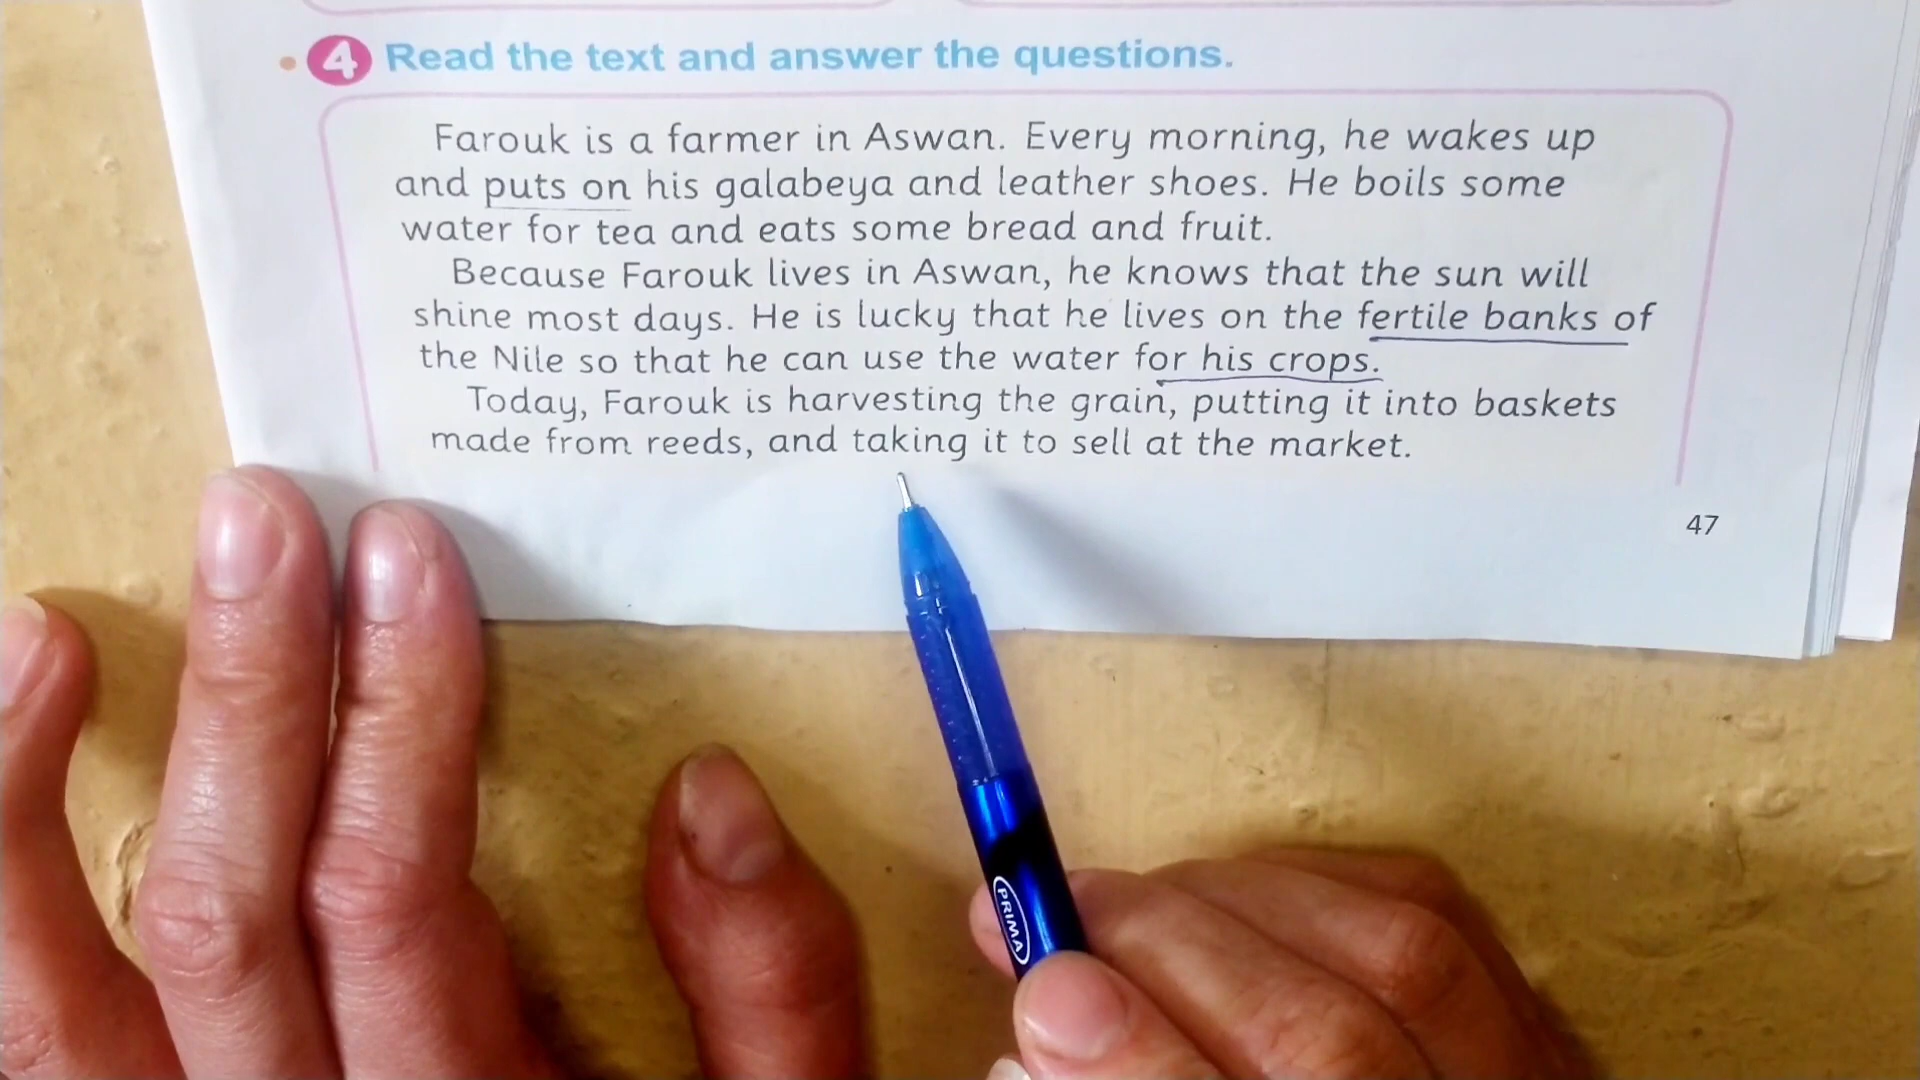 4 Read the text and answer the questions.
Farouk is a farmer in Aswan. Every morning, he wakes up
and puts on his galabeya and leather shoes. He boils some
water for tea and eats some bread and fruit.
Because Farouk lives in Aswan, he knows that the sun will
shine most days. He is lucky that he lives on the fertile banks of
the Nile so that he can use the water for his crops.
Today, Farouk is harvesting the grain, putting it into baskets
made from reeds, and taking it to sell at the market.
47
PRIMA